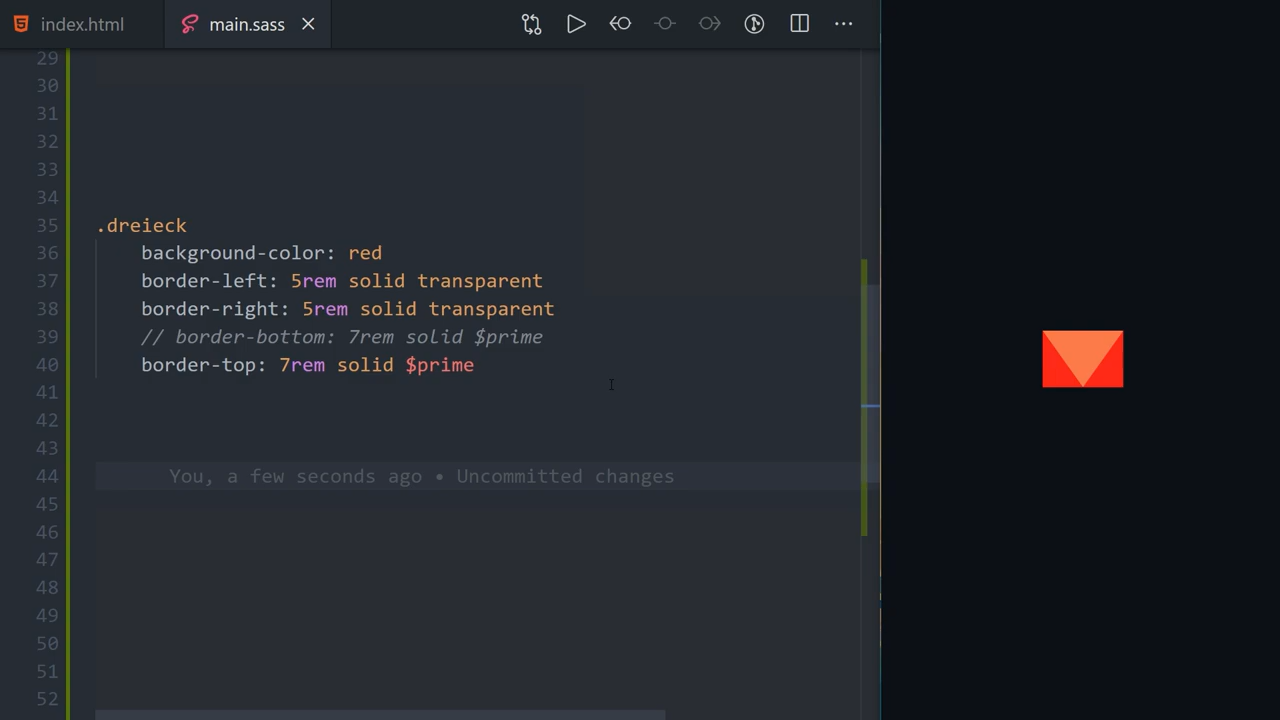 index.html
main.sass
29
30
31
32
33
34
35 .dreieck
36 background-color: red
37 border-left: 5rem solid transparent
38 border-right: 5rem solid transparent
39 // border-bottom: 7rem solid $prime
40 border-top: 7rem solid $prime
41
42
43
44 You, a few seconds ago • Uncommitted changes
45
46
47
48
49
50
51
52